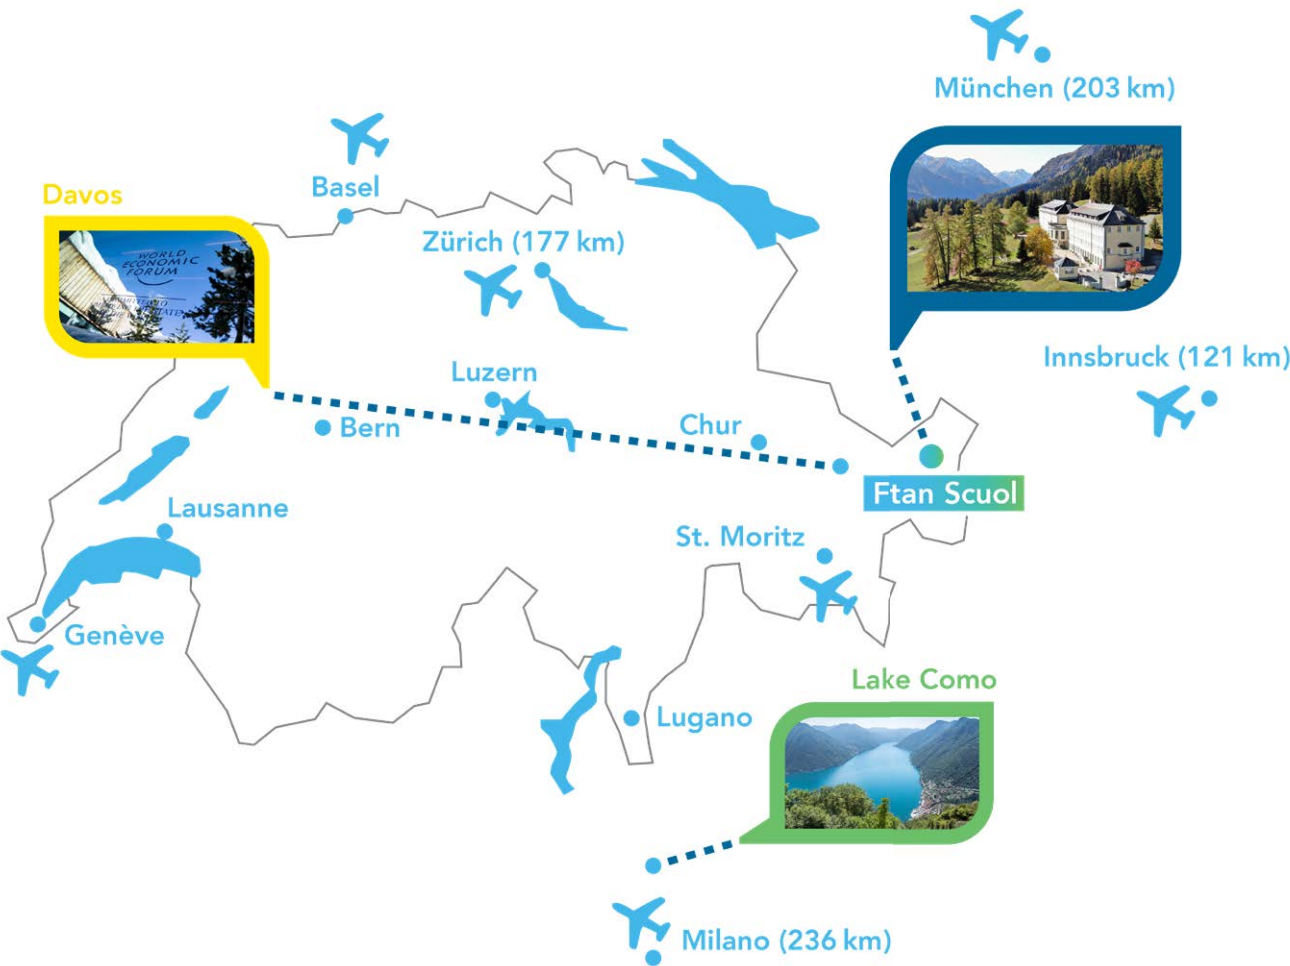 München (203 km)
Basel
Davos
Zürich (177 km)
WORLD
ECONOMIC
FORUM
Innsbruck (121 km)
Luzern
Bern
Chur
Ftan Scuol
Lausanne
St. Moritz
Genève
Lake Como
Lugano
Milano (236 km)